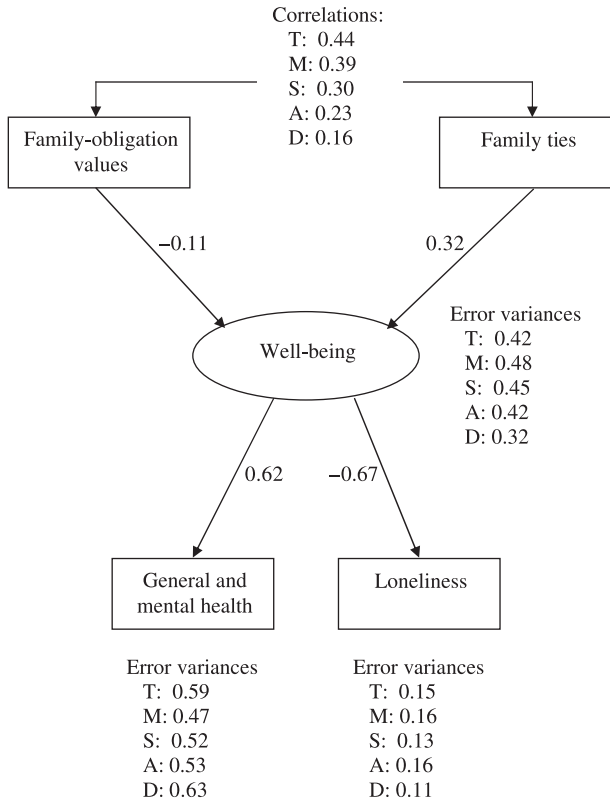 Correlations:
T: 0.44
M: 0.39
S: 0.30
A: 0.23
D: 0.16
Family-obligation
values
Family ties
−0.11
0.32
Well-being
Error variances
T: 0.42
M: 0.48
S: 0.45
A: 0.42
D: 0.32
0.62
−0.67
General and
mental health
Loneliness
Error variances
T: 0.59
M: 0.47
S: 0.52
A: 0.53
D: 0.63
Error variances
T: 0.15
M: 0.16
S: 0.13
A: 0.16
D: 0.11